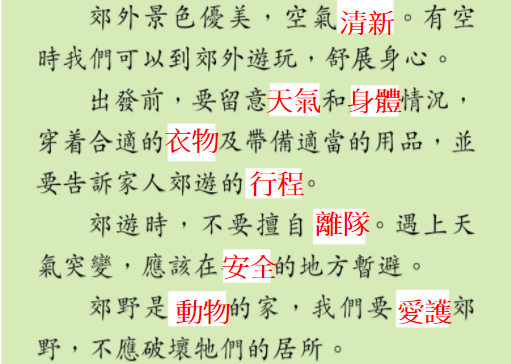 郊外景色優美，空氣清新。有空
時我們可以到郊外遊玩，舒展身心。
出發前，要留意天氣和身體情況，
穿着合適的衣物及帶備適當的用品，並
要告訴家人郊遊的行程。
郊遊時，不要擅自離隊。遇上天
氣突變，應該在安全的地方暫避。
郊野是動物的家，我們要愛護郊
野，不應破壞牠們的居所。